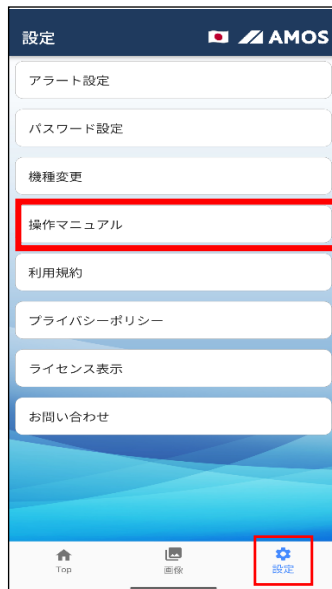 設定
AMOS
アラート設定
パスワード設定
機種変更
操作マニュアル
利用規約
プライバシーポリシー
ライセンス表示
お問い合わせ
Top
画像
設定